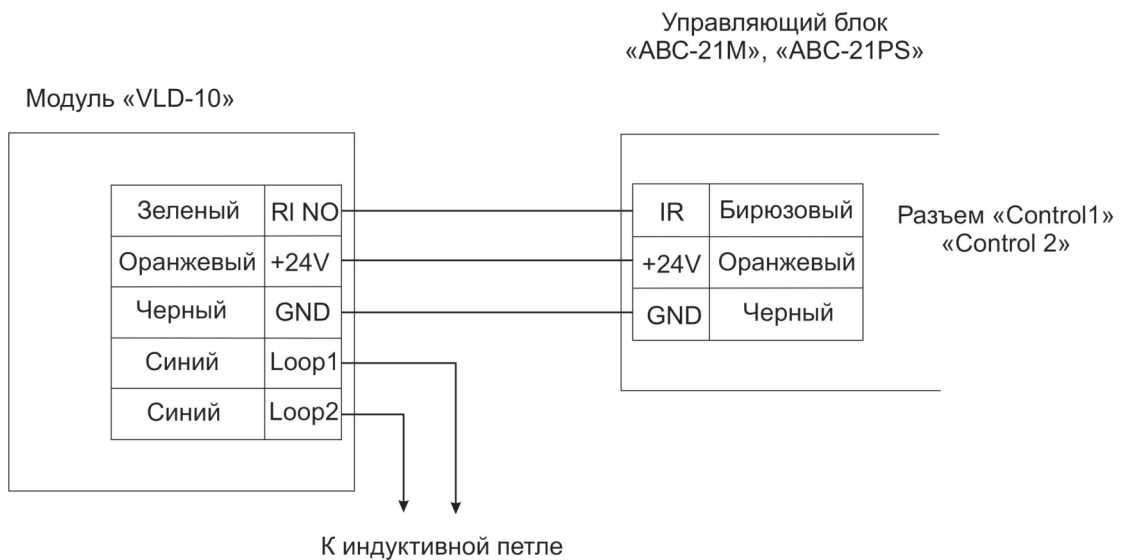 Управляющий блок
«ABC-21M», «ABC-21PS»
Модуль «VLD-10»
Зеленый RI NO
Оранжевый +24V
Черный GND
Синий Loop1
Синий Loop2
IR Бирюзовый
+24V Оранжевый
GND Черный
Разъем «Control1»
«Control 2»
К индуктивной петле